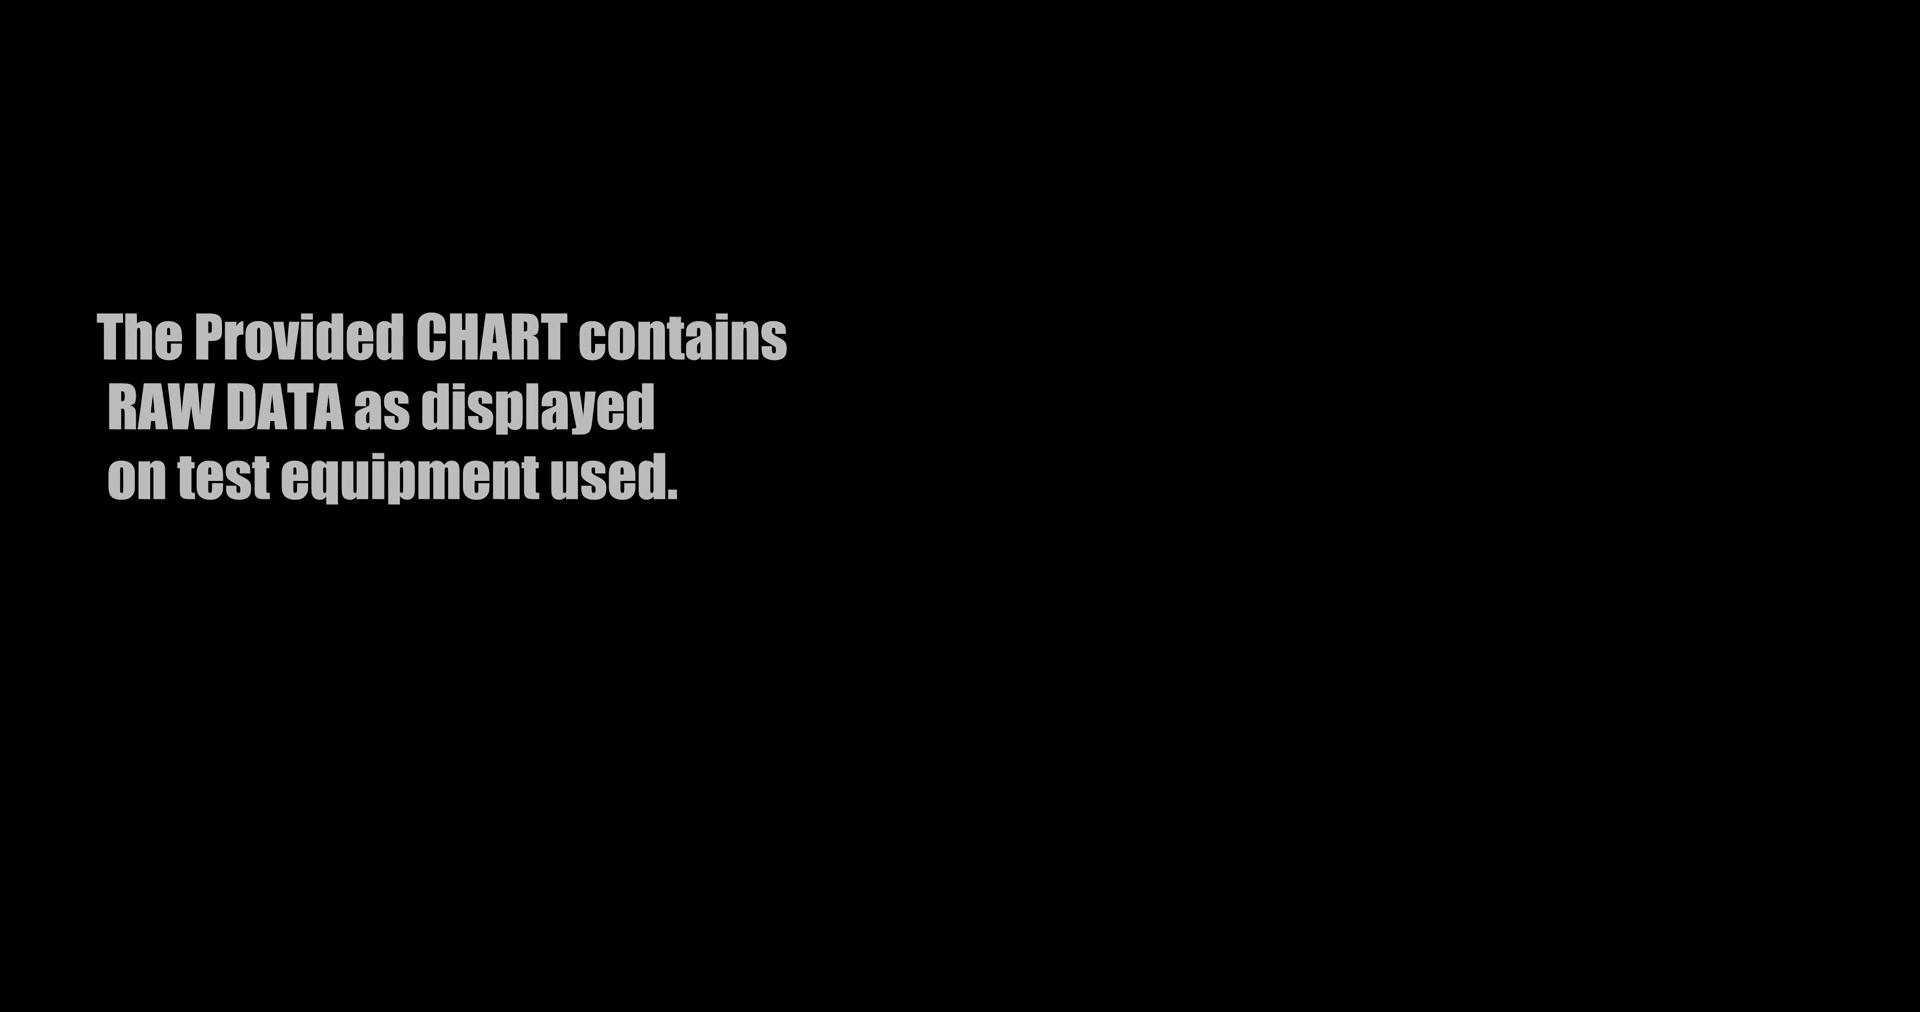 The Provided CHART contains
RAW DATA as displayed
on test equipment used.